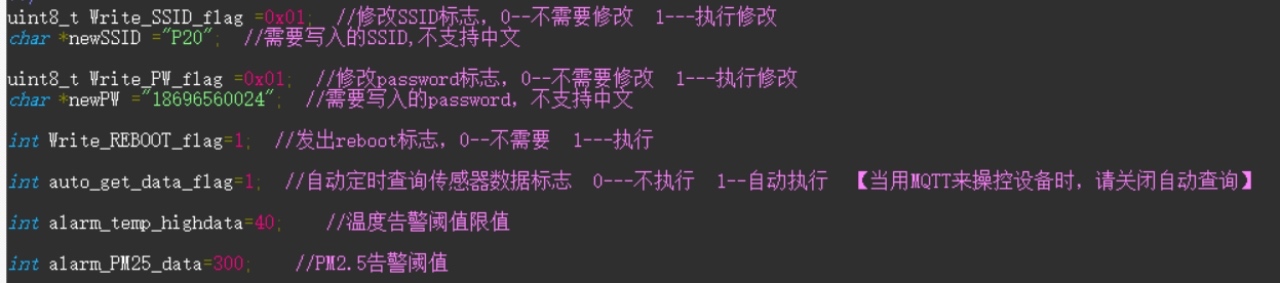 uint8_t Write_SSID_flag =0x01;  //修改SSID标志，0--不需要修改  1---执行修改
char *newSSID ="P20";  //需要写入的SSID,不支持中文
uint8_t Write_PW_flag =0x01;  //修改password标志，0--不需要修改  1---执行修改
char *newPW ="18696560024";  //需要写入的password，不支持中文
int Write_REBOOT_flag=1;  //发出reboot标志，0--不需要  1---执行
int auto_get_data_flag=1;  //自动定时查询传感器数据标志  0---不执行  1--自动执行  【当用MQTT来操控设备时，请关闭自动查询】
int alarm_temp_highdata=40;    //温度告警阈值限值
int alarm_PM25_data=300;    //PM2.5告警阈值